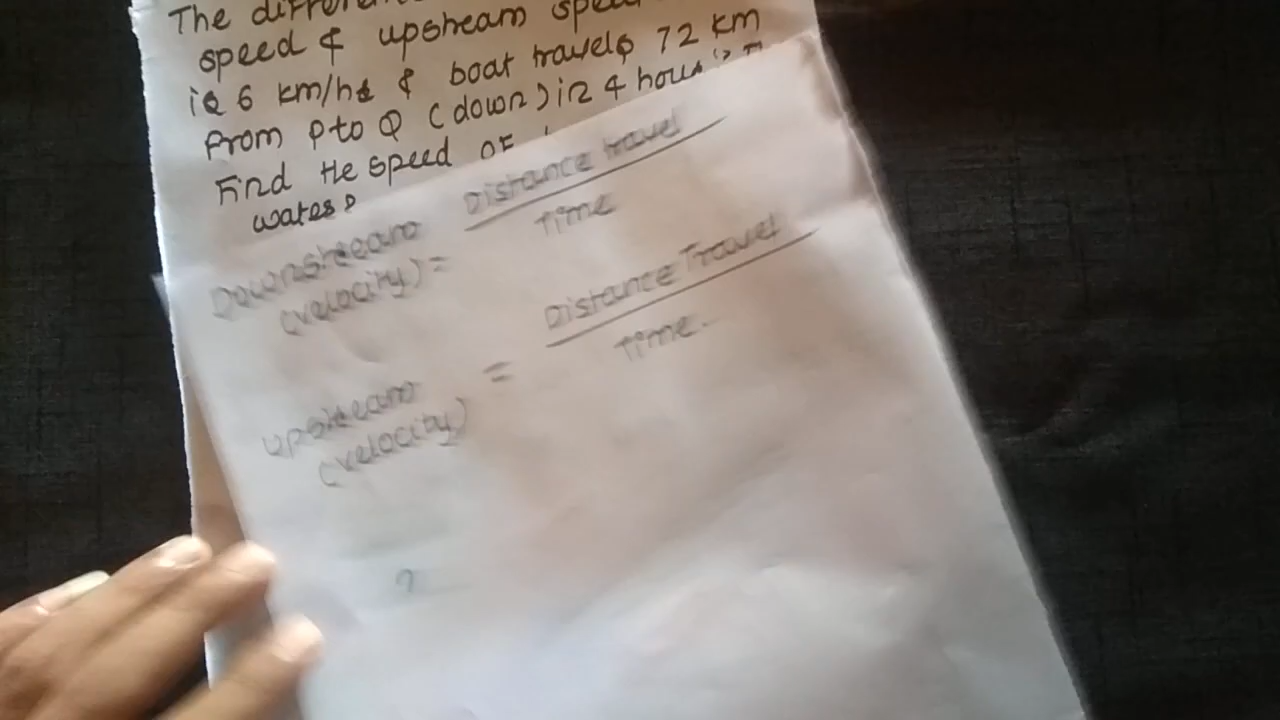 The
speed & upstream
is 6 km/hr & boat travels 72 km
from P to Q (down) in 4 hours
Find the speed of
water?
Downstream (velocity) = Distance travel / Time
Upstream (velocity) = Distance Travel / Time.
?